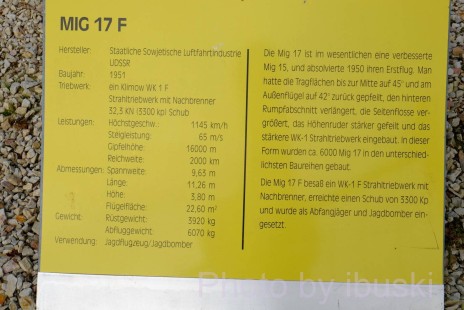 MIG 17 F
Hersteller: Staatliche Sowjetische Luftfahrtindustrie
UDSSR
Baujahr: 1951
Triebwerk: ein Klimow WK 1 F
Strahltriebwerk mit Nachbrenner
32,3 KN (3300 kp) Schub
Leistungen: Höchstgeschw.: 1145 km/h
Steigleistung: 65 m/s
Gipfelhöhe: 16000 m
Reichweite: 2000 km
Abmessungen: Spannweite: 9,63 m
Länge: 11,26 m
Höhe: 3,80 m
Flügelfläche: 22,60 m²
Gewicht: Rüstgewicht: 3920 kg
Abfluggewicht: 6070 kg
Verwendung: Jagdflugzeug/Jagdbomber
Die Mig 17 ist im wesentlichen eine verbesserte
Mig 15, und absolvierte 1950 ihren Erstflug. Man
hatte die Tragflächen bis zur Mitte auf 45° und am
Außenflügel auf 42° zurück gepfeilt, den hinteren
Rumpfabschnitt verlängert, die Seitenflosse ver-
größert, das Höhenruder stärker gefeilt und das
stärkere WK-1 Strahltriebwerk eingebaut. In dieser
Form wurden ca. 6000 Mig 17 in den unterschied-
lichsten Baureihen gebaut.
Die Mig 17 F besaß ein WK-1 F Strahltriebwerk mit
Nachbrenner, erreichte einen Schub von 3300 Kp
und wurde als Abfangjäger und Jagdbomber ein-
gesetzt.
Photo by ibuski